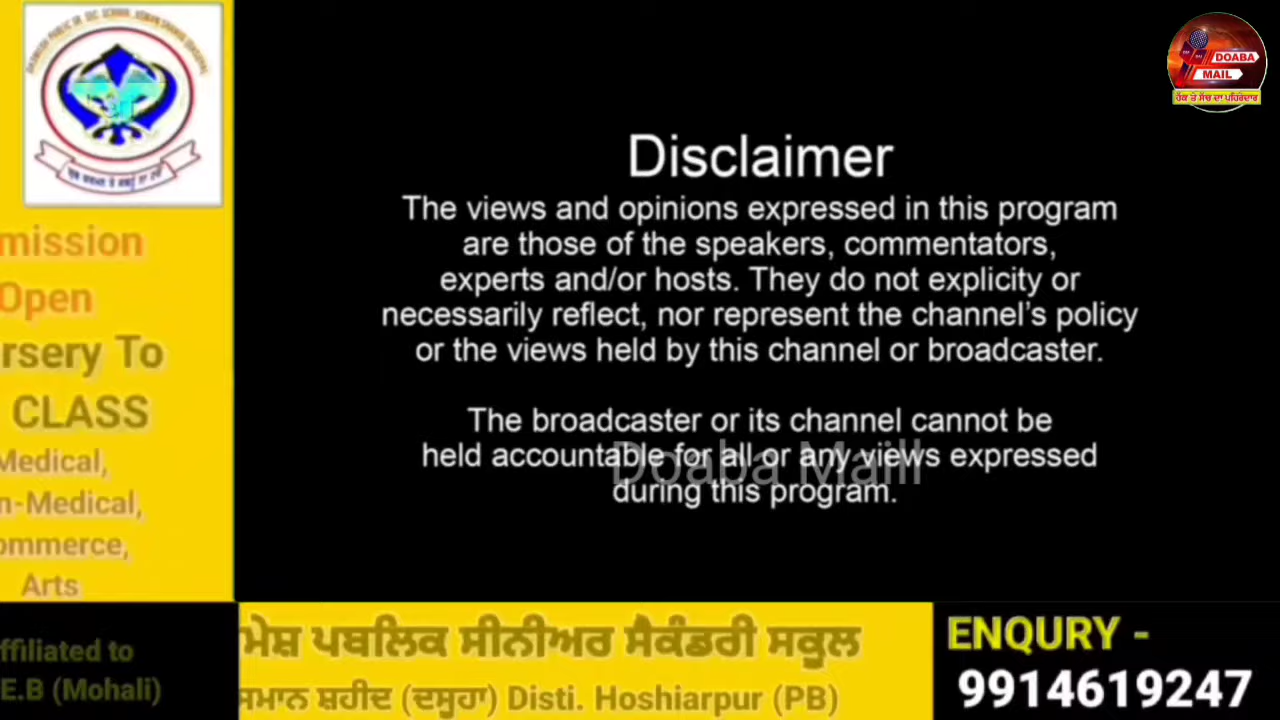 DOABA
MAIL
ਹੱਕ ਤੇ ਸੱਚ ਦਾ ਪਹਿਰੇਦਾਰ
mission
Open
rsery To
CLASS
Medical,
n-Medical,
ommerce,
Arts
ffiliated to
E.B (Mohali)
Disclaimer
The views and opinions expressed in this program
are those of the speakers, commentators,
experts and/or hosts. They do not explicity or
necessarily reflect, nor represent the channel's policy
or the views held by this channel or broadcaster.
The broadcaster or its channel cannot be
held accountable for all or any views expressed
during this program.
Doaba Maill
ਮੇਸ਼ ਪਬਲਿਕ ਸੀਨੀਅਰ ਸੈਕੰਡਰੀ ਸਕੂਲ
ਸਮਾਨ ਸ਼ਹੀਦ (ਦਸੂਹਾ) Disti. Hoshiarpur (PB)
ENQURY -
9914619247